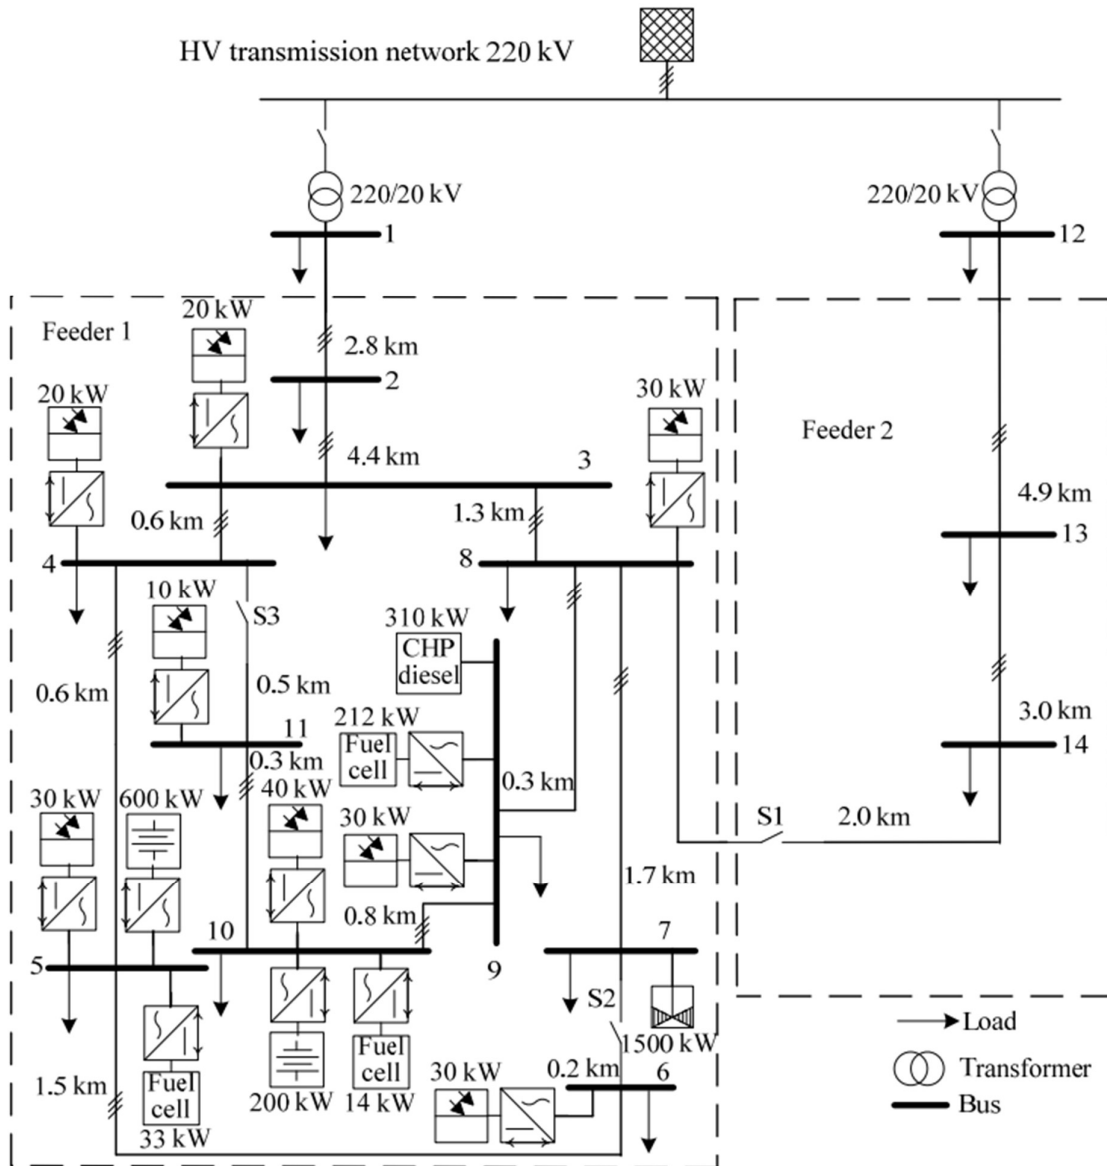 HV transmission network 220 kV
220/20 kV
220/20 kV
1
12
20 kW
Feeder 1
2.8 km
2
20 kW
30 kW
Feeder 2
4.4 km
3
4.9 km
0.6 km
1.3 km
13
4
8
10 kW
S3
310 kW
CHP
diesel
0.6 km
0.5 km
3.0 km
212 kW
11
14
Fuel
cell
0.3 km
0.3 km
40 kW
30 kW
600 kW
30 kW
S1
2.0 km
1.7 km
0.8 km
10
7
5
9
S2
Load
1500 kW
Fuel
cell
0.2 km
6
Transformer
1.5 km
Fuel
cell
200 kW
14 kW
30 kW
Bus
33 kW